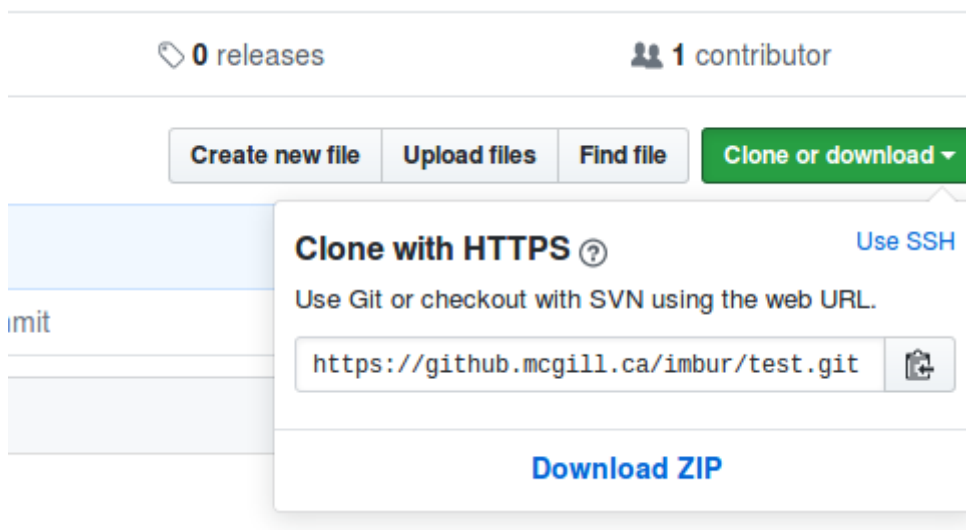 0 releases
1 contributor
Create new file
Upload files
Find file
Clone or download
Clone with HTTPS ?
Use SSH
Use Git or checkout with SVN using the web URL.
mit
https://github.mcgill.ca/imbur/test.git
Download ZIP